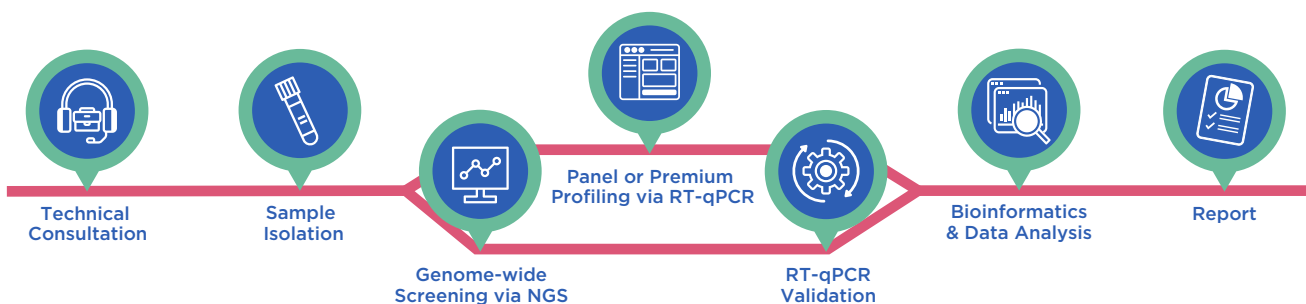 Technical
Consultation
Sample
Isolation
Genome-wide
Screening via NGS
Panel or Premium
Profiling via RT-qPCR
RT-qPCR
Validation
Bioinformatics
& Data Analysis
Report